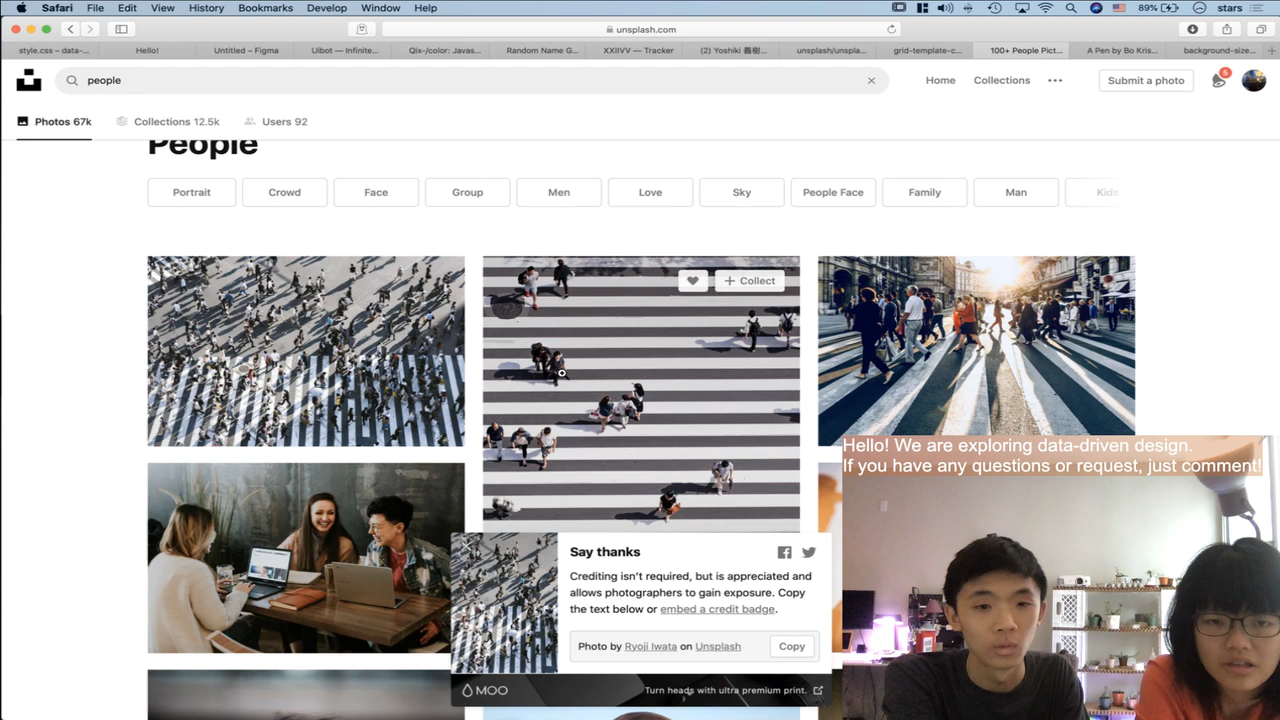 Safari File Edit View History Bookmarks Develop Window Help 89% stars
unsplash.com
style.css – data-... Hello! Untitled – Figma Uibot — Infinite... Qix-/color: Javas... Random Name G... XXIIVV — Tracker (2) Yoshiki 義樹... unsplash/unspla... grid-template-c... 100+ People Pict... A Pen by Bo Kris... background-size...
people
Home Collections ••• Submit a photo 5
Photos 67k Collections 12.5k Users 92
People
Portrait Crowd Face Group Men Love Sky People Face Family Man Kids
+ Collect
Hello! We are exploring data-driven design.
If you have any questions or request, just comment!
Say thanks
Crediting isn’t required, but is appreciated and
allows photographers to gain exposure. Copy
the text below or embed a credit badge.
Photo by Ryoji Iwata on Unsplash Copy
MOO Turn heads with ultra premium print.